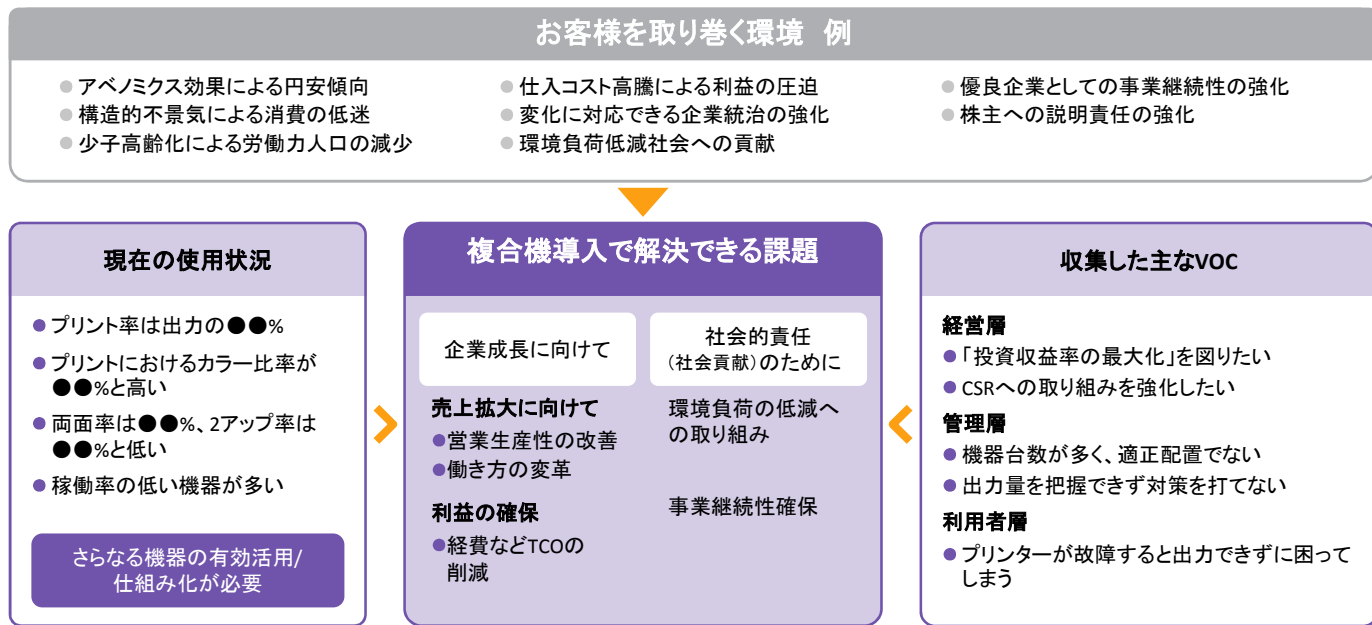 お客様を取り巻く環境　例
● アベノミクス効果による円安傾向
● 構造的不景気による消費の低迷
● 少子高齢化による労働力人口の減少
● 仕入コスト高騰による利益の圧迫
● 変化に対応できる企業統治の強化
● 環境負荷低減社会への貢献
● 優良企業としての事業継続性の強化
● 株主への説明責任の強化
現在の使用状況
● プリント率は出力の●●%
● プリントにおけるカラー比率が
●●%と高い
● 両面率は●●%、2アップ率は
●●%と低い
● 稼働率の低い機器が多い
さらなる機器の有効活用/
仕組み化が必要
複合機導入で解決できる課題
企業成長に向けて
売上拡大に向けて
●営業生産性の改善
●働き方の変革
利益の確保
●経費などTCOの
削減
社会的責任
(社会貢献)のために
環境負荷の低減へ
の取り組み
事業継続性確保
収集した主なVOC
経営層
● 「投資収益率の最大化」を図りたい
● CSRへの取り組みを強化したい
管理層
● 機器台数が多く、適正配置でない
● 出力量を把握できず対策を打てない
利用者層
● プリンターが故障すると出力できずに困って
しまう